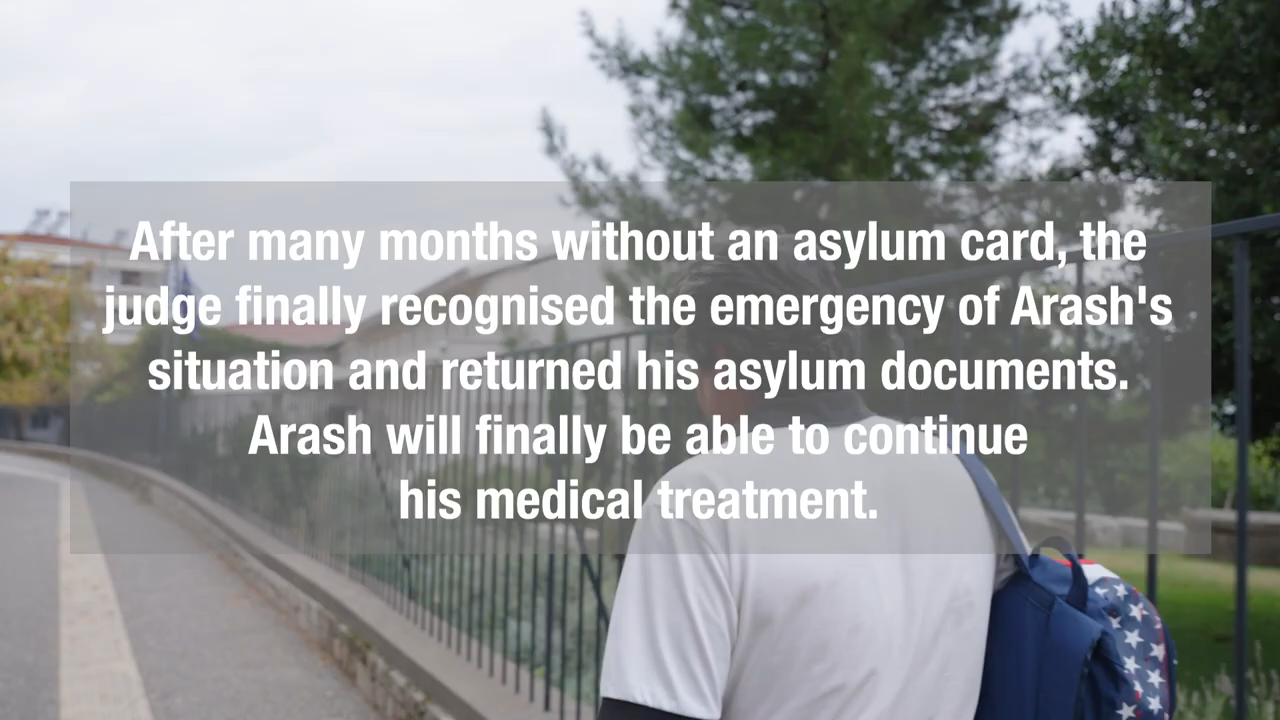 After many months without an asylum card, the
judge finally recognised the emergency of Arash's
situation and returned his asylum documents.
Arash will finally be able to continue
his medical treatment.